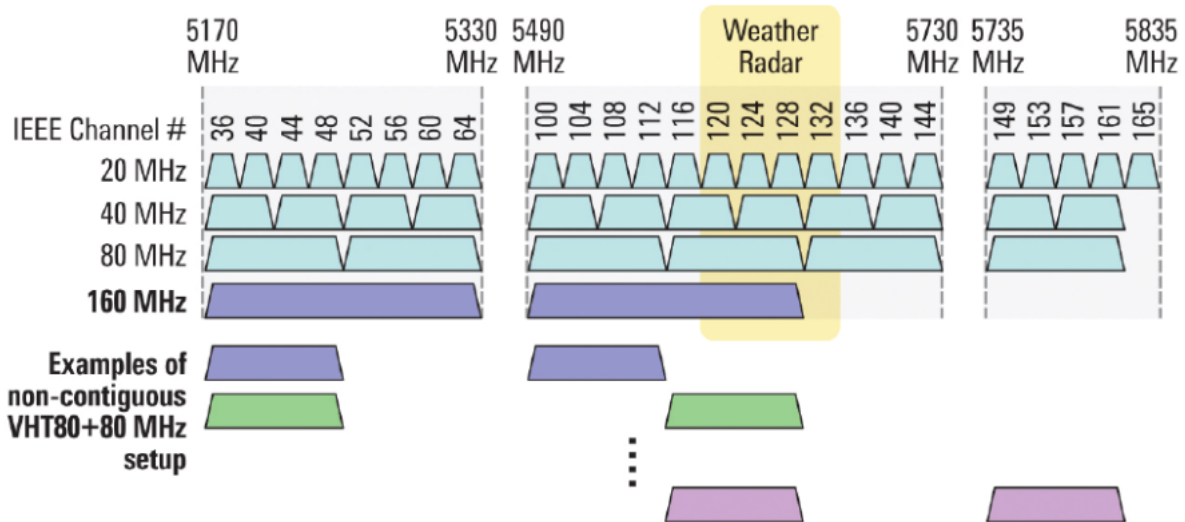 5170 MHz
5330 MHz
5490 MHz
Weather Radar
5730 MHz
5735 MHz
5835 MHz
IEEE Channel # 36 40 44 48 52 56 60 64 100 104 108 112 116 120 124 128 132 136 140 144 149 153 157 161 165
20 MHz
40 MHz
80 MHz
160 MHz
Examples of
non-contiguous
VHT80+80 MHz
setup